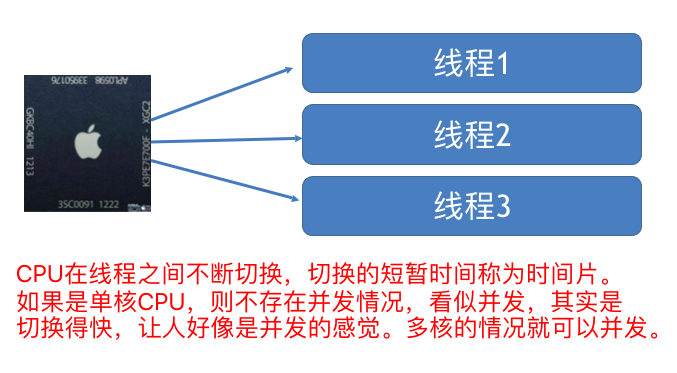 APL0598 33950176
GKBC40HI 1213
K3PE7E700F - XGC2
3SC0091 1222
线程1
线程2
线程3
CPU在线程之间不断切换，切换的短暂时间称为时间片。
如果是单核CPU，则不存在并发情况，看似并发，其实是
切换得快，让人好像是并发的感觉。多核的情况就可以并发。